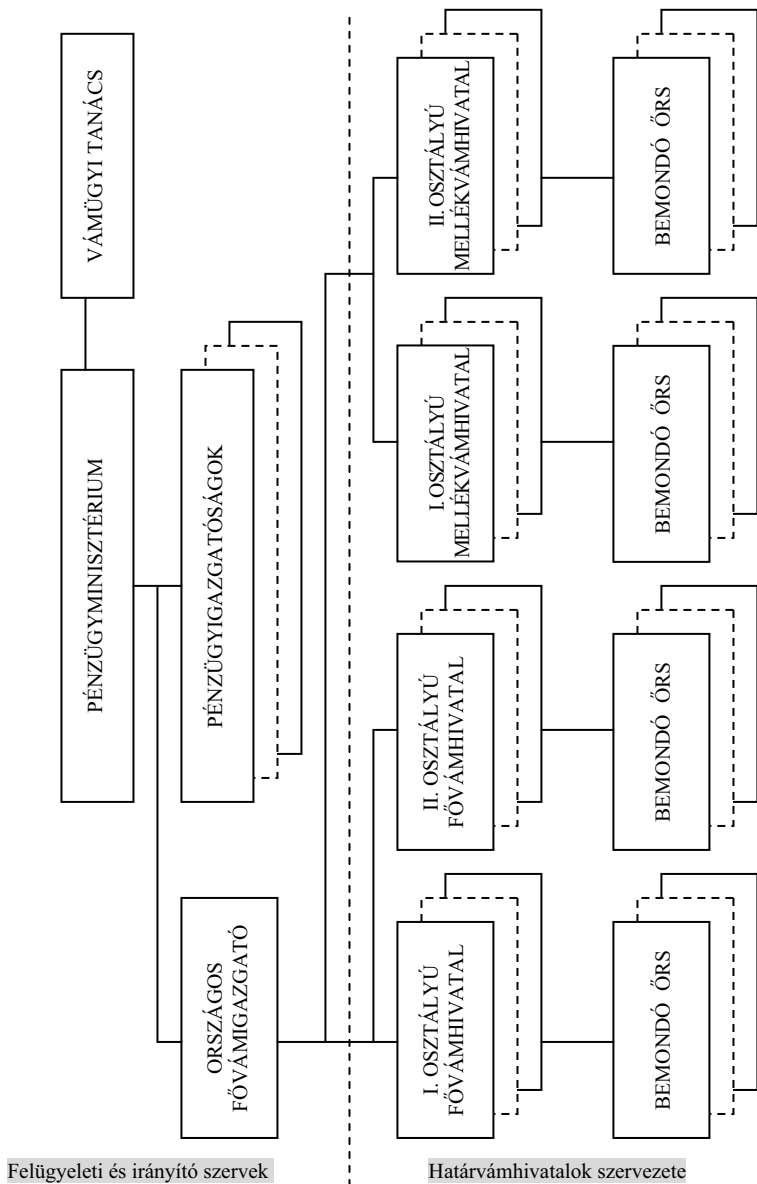 VÁMÜGYI TANÁCS
PÉNZÜGYMINISZTÉRIUM
PÉNZÜGYIGAZGATÓSÁGOK
ORSZÁGOS
FŐVÁMIGAZGATÓ
I. OSZTÁLYÚ
FŐVÁMHIVATAL
II. OSZTÁLYÚ
FŐVÁMHIVATAL
I. OSZTÁLYÚ
MELLÉKVÁMHIVATAL
II. OSZTÁLYÚ
MELLÉKVÁMHIVATAL
BEMONDÓ ŐRS
BEMONDÓ ŐRS
BEMONDÓ ŐRS
BEMONDÓ ŐRS
Felügyeleti és irányító szervek
Határvámhivatalok szervezete